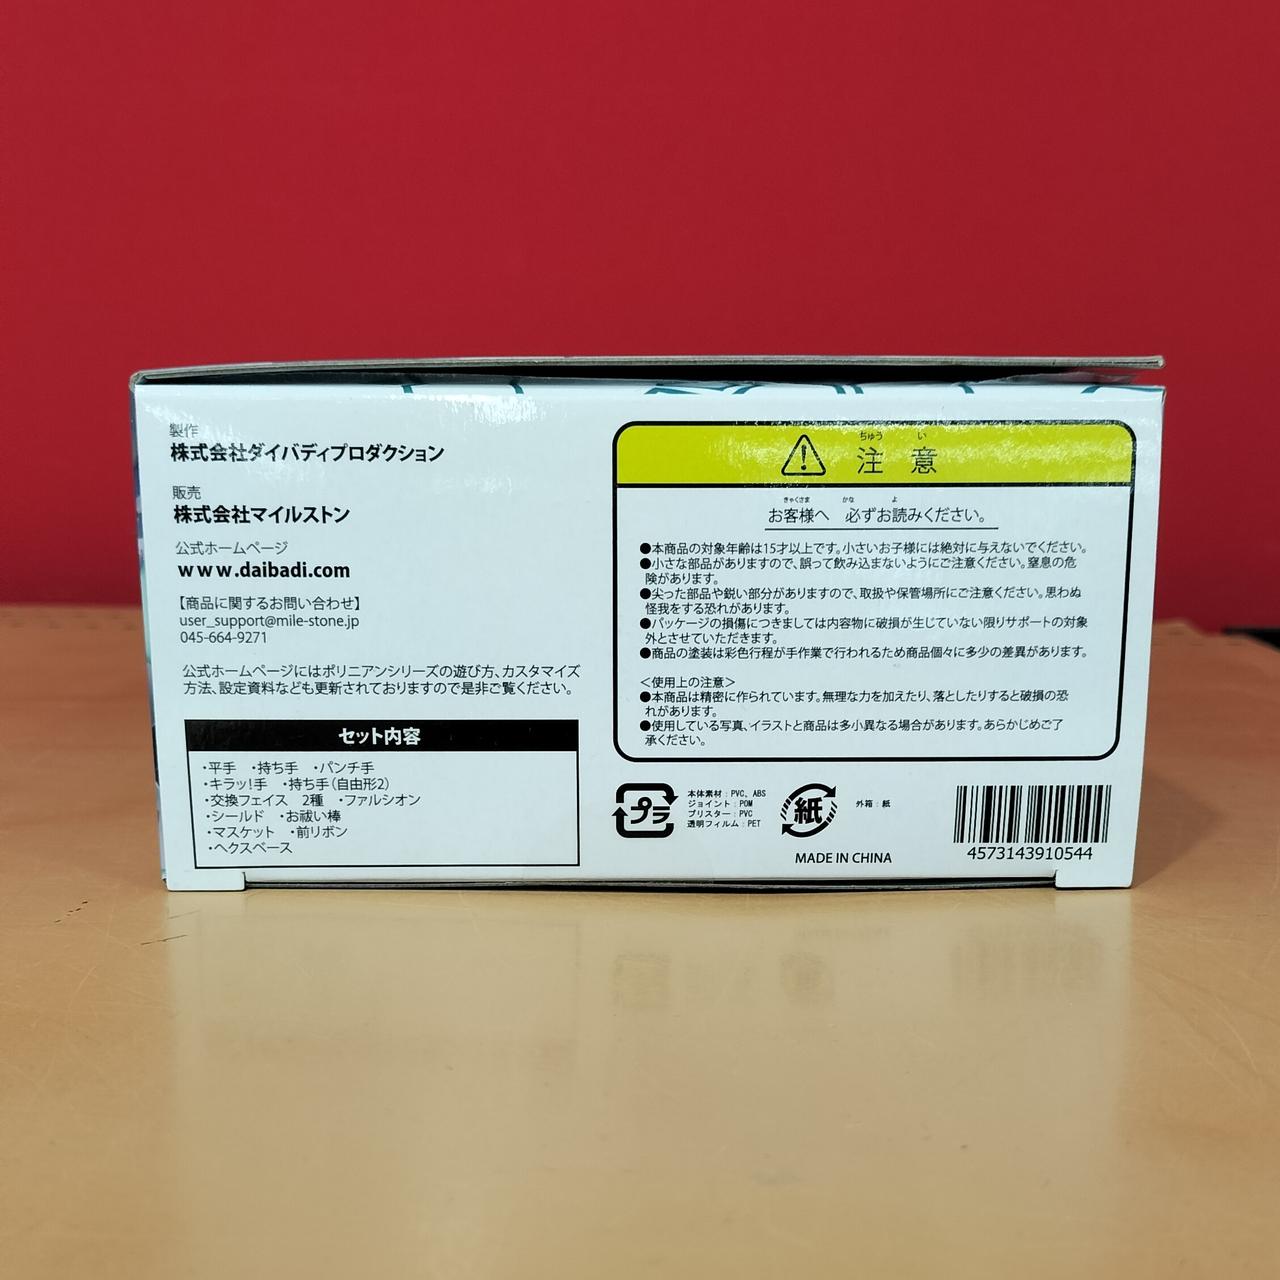 製作
株式会社ダイバディプロダクション
販売
株式会社マイルストン
公式ホームページ
www.daibadi.com
【商品に関するお問い合わせ】
user_support@mile-stone.jp
045-664-9271
公式ホームページにはポリニアンシリーズの遊び方、カスタマイズ
方法、設定資料なども更新されておりますので是非ご覧ください。
セット内容
・平手 ・持ち手 ・パンチ手
・キラッ!手 ・持ち手(自由形2)
・交換フェイス 2種 ・ファルシオン
・シールド ・お祓い棒
・マスケット ・前リボン
・ヘクスベース
ちゅう い
注 意
きゃくさま かな よ
お客様へ 必ずお読みください。
●本商品の対象年齢は15才以上です。小さいお子様には絶対に与えないでください。
●小さな部品がありますので、誤って飲み込まないようにご注意ください。窒息の危
険があります。
●尖った部品や鋭い部分がありますので、取扱や保管場所にご注意ください。思わぬ
怪我をする恐れがあります。
●パッケージの損傷につきましては内容物に破損が生じていない限りサポートの対象
外とさせていただきます。
●商品の塗装は彩色行程が手作業で行われるため商品個々に多少の差異があります。
<使用上の注意>
●本商品は精密に作られています。無理な力を加えたり、落としたりすると破損の恐
れがあります。
●使用している写真、イラストと商品は多小異なる場合があります。あらかじめご了
承ください。
プラ
本体素材:PVC、ABS
ジョイント:POM
ブリスター:PVC
透明フィルム:PET
紙
外箱:紙
MADE IN CHINA
4573143910544